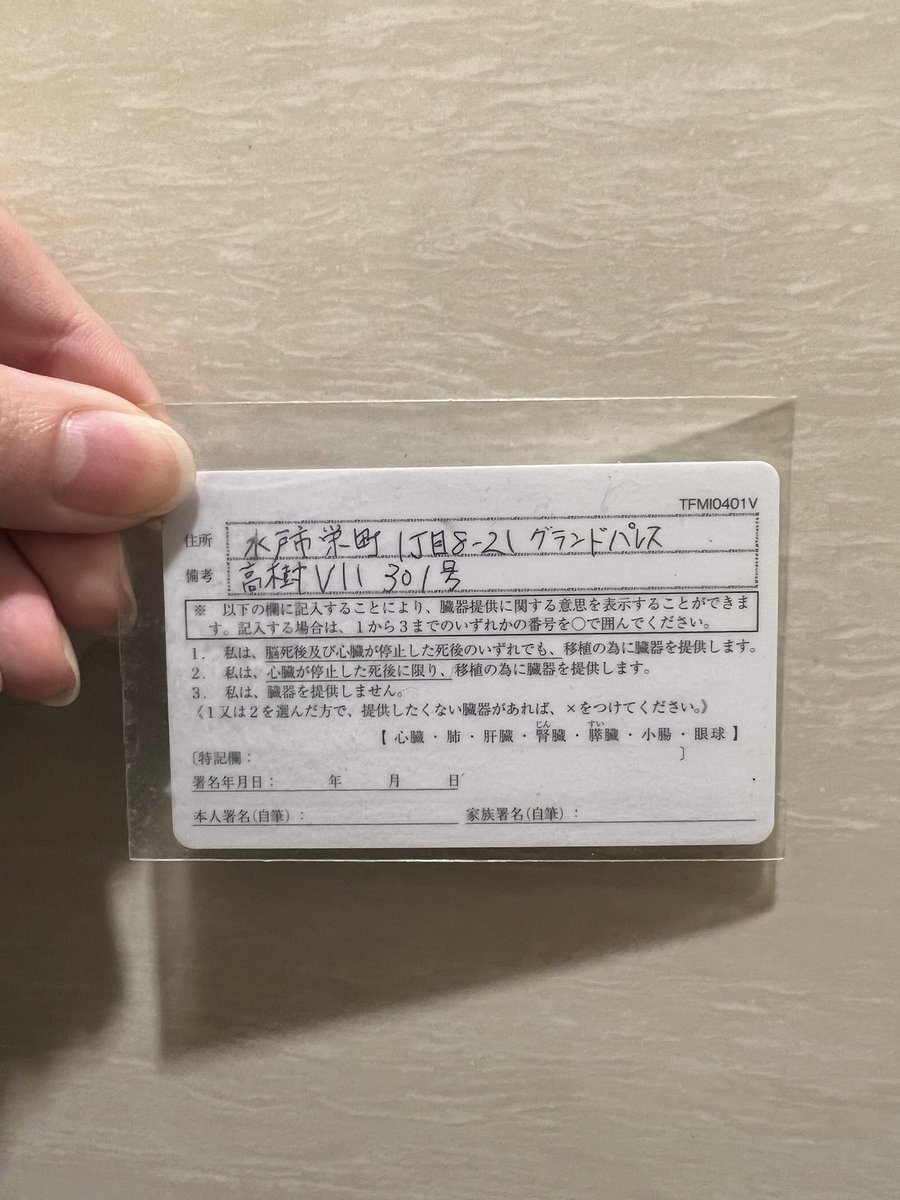 TFMI0401V
住所 水戸市栄町1丁目8-21 グランドパレス
備考 高樹VII 301号
※ 以下の欄に記入することにより、臓器提供に関する意思を表示することができま
す。記入する場合は、1から3までのいずれかの番号を○で囲んでください。
1. 私は、脳死後及び心臓が停止した死後のいずれでも、移植の為に臓器を提供します。
2. 私は、心臓が停止した死後に限り、移植の為に臓器を提供します。
3. 私は、臓器を提供しません。
《1又は2を選んだ方で、提供したくない臓器があれば、×をつけてください。》
じん すい
【 心臓・肺・肝臓・腎臓・膵臓・小腸・眼球 】
〔特記欄： 〕
署名年月日： 年 月 日
本人署名(自筆)： 家族署名(自筆)：